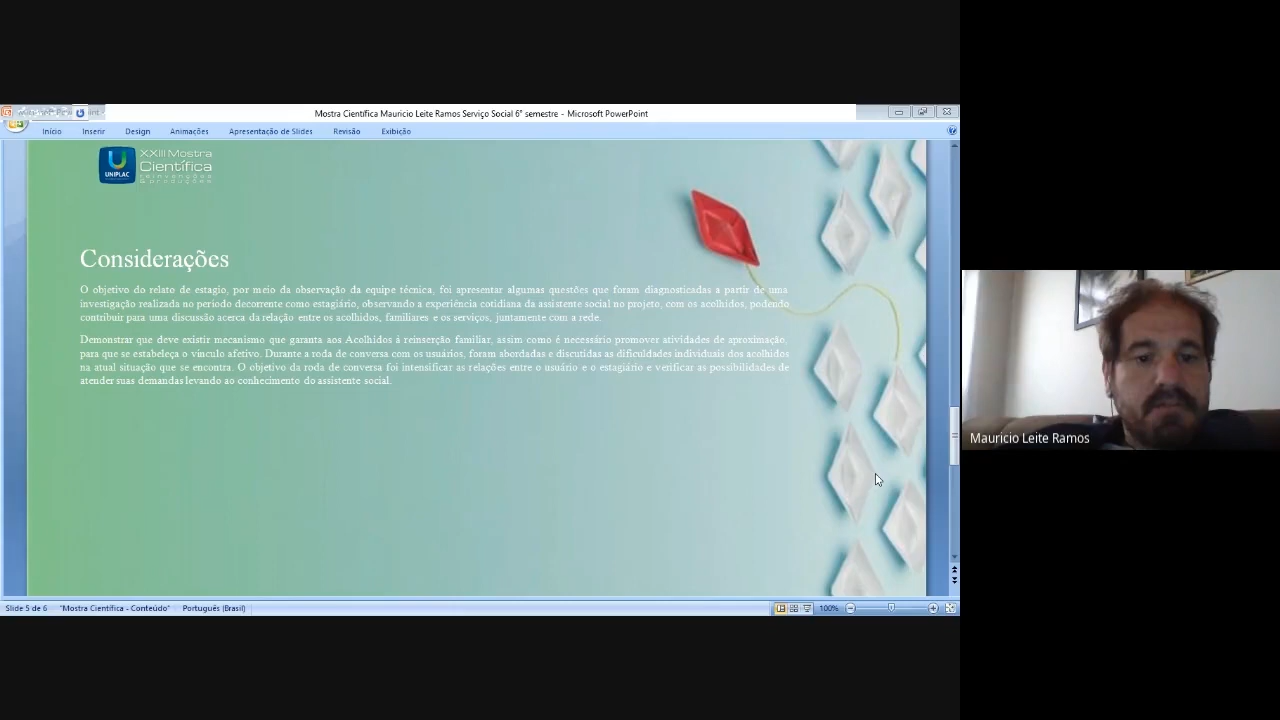 Mostra Científica Mauricio Leite Ramos Serviço Social 6° semestre - Microsoft PowerPoint
Início Inserir Design Animações Apresentação de Slides Revisão Exibição
UNIPLAC
XXIII Mostra
Científica
reinvenções
& produções
Considerações
O objetivo do relato de estagio, por meio da observação da equipe técnica, foi apresentar algumas questões que foram diagnosticadas a partir de uma
investigação realizada no período decorrente como estagiário, observando a experiência cotidiana da assistente social no projeto, com os acolhidos, podendo
contribuir para uma discussão acerca da relação entre os acolhidos, familiares e os serviços, juntamente com a rede.
Demonstrar que deve existir mecanismo que garanta aos Acolhidos à reinserção familiar, assim como é necessário promover atividades de aproximação,
para que se estabeleça o vínculo afetivo. Durante a roda de conversa com os usuários, foram abordadas e discutidas as dificuldades individuais dos acolhidos
na atual situação que se encontra. O objetivo da roda de conversa foi intensificar as relações entre o usuário e o estagiário e verificar as possibilidades de
atender suas demandas levando ao conhecimento do assistente social.
Mauricio Leite Ramos
Slide 5 de 6 "Mostra Científica - Conteúdo" Português (Brasil) 100%